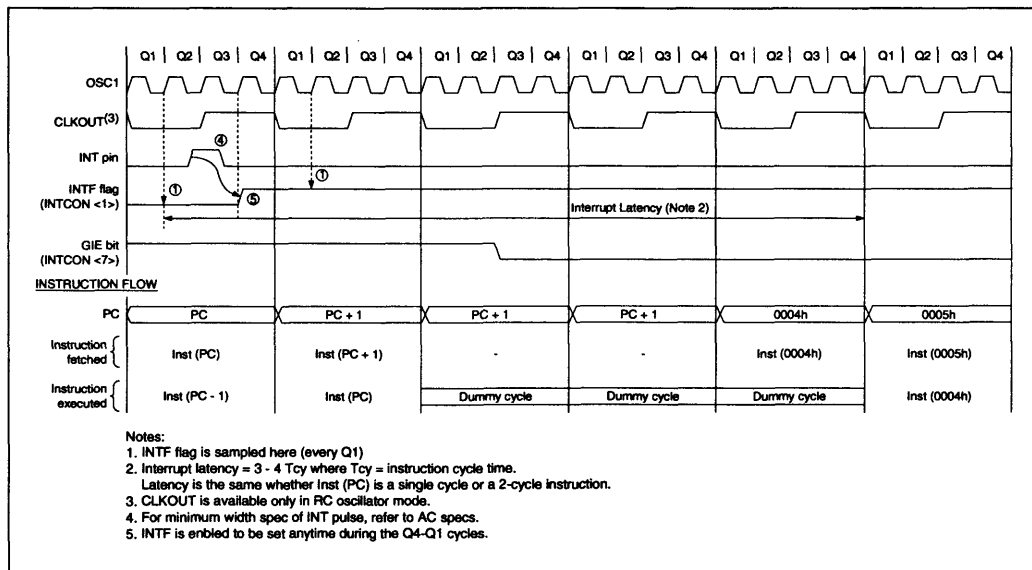 Q1 | Q2 | Q3 | Q4 | Q1 | Q2 | Q3 | Q4 | Q1 | Q2 | Q3 | Q4 | Q1 | Q2 | Q3 | Q4 | Q1 | Q2 | Q3 | Q4 | Q1 | Q2 | Q3 | Q4
OSC1
CLKOUT(3)
④
INT pin
INTF flag
(INTCON <1>)
①
⑤
①
Interrupt Latency (Note 2)
GIE bit
(INTCON <7>)
INSTRUCTION FLOW
PC PC PC + 1 PC + 1 PC + 1 0004h 0005h
Instruction
fetched { Inst (PC) Inst (PC + 1) - - Inst (0004h) Inst (0005h)
Instruction
executed { Inst (PC - 1) Inst (PC) Dummy cycle Dummy cycle Dummy cycle Inst (0004h)
Notes:
1. INTF flag is sampled here (every Q1)
2. Interrupt latency = 3 - 4 Tcy where Tcy = instruction cycle time.
Latency is the same whether Inst (PC) is a single cycle or a 2-cycle instruction.
3. CLKOUT is available only in RC oscillator mode.
4. For minimum width spec of INT pulse, refer to AC specs.
5. INTF is enbled to be set anytime during the Q4-Q1 cycles.